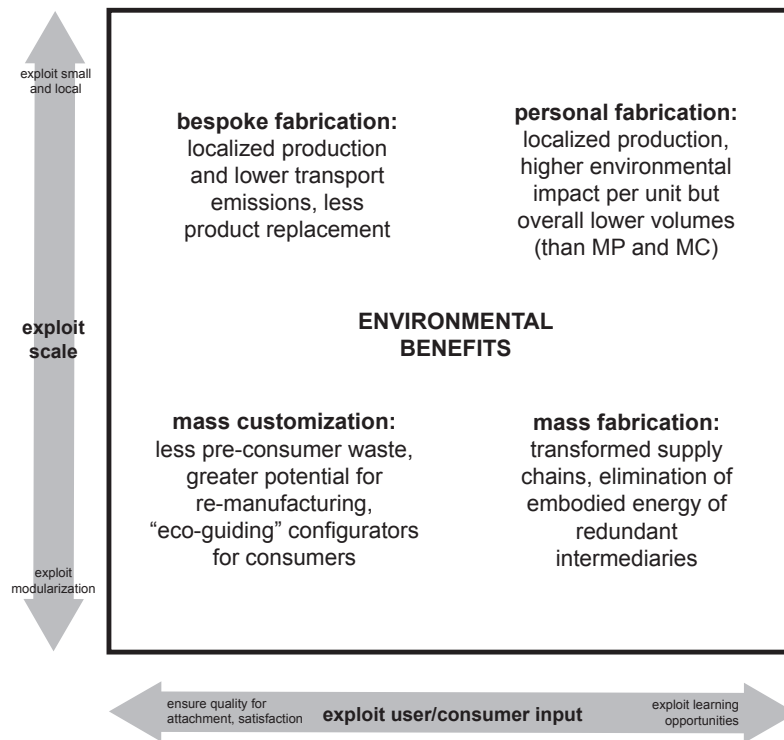 exploit small
and local
bespoke fabrication:
localized production
and lower transport
emissions, less
product replacement
personal fabrication:
localized production,
higher environmental
impact per unit but
overall lower volumes
(than MP and MC)
exploit
scale
ENVIRONMENTAL
BENEFITS
mass customization:
less pre-consumer waste,
greater potential for
re-manufacturing,
“eco-guiding” configurators
for consumers
mass fabrication:
transformed supply
chains, elimination of
embodied energy of
redundant
intermediaries
exploit
modularization
ensure quality for
attachment, satisfaction
exploit user/consumer input
exploit learning
opportunities